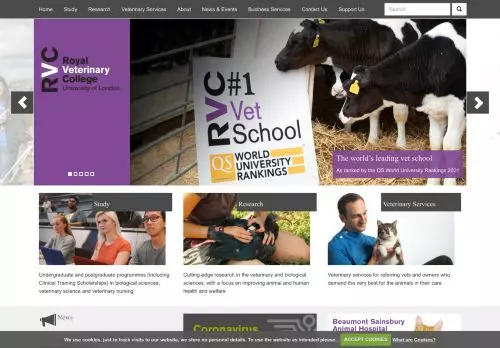 Home Study Research Veterinary Services About News & Events Business Services Contact Us Support Us Search
RVC
Royal
Veterinary
College
University of London
RVC
#1
Vet
School
QS WORLD
UNIVERSITY
RANKINGS
The world's leading vet school
As ranked by the QS World University Rankings 2021
Study
Undergraduate and postgraduate programmes (including
Clinical Training Scholarships) in biological sciences,
veterinary science and veterinary nursing
Research
Cutting-edge research in the veterinary and biological
sciences, with a focus on improving animal and human
health and welfare
Veterinary Services
Veterinary services for referring vets and owners who
demand the very best for the animals in their care
News
Coronavirus
Beaumont Sainsbury
Animal Hospital
We use cookies, just to track visits to our website, we store no personal details. To use the website as intended please ACCEPT COOKIES What are cookies?